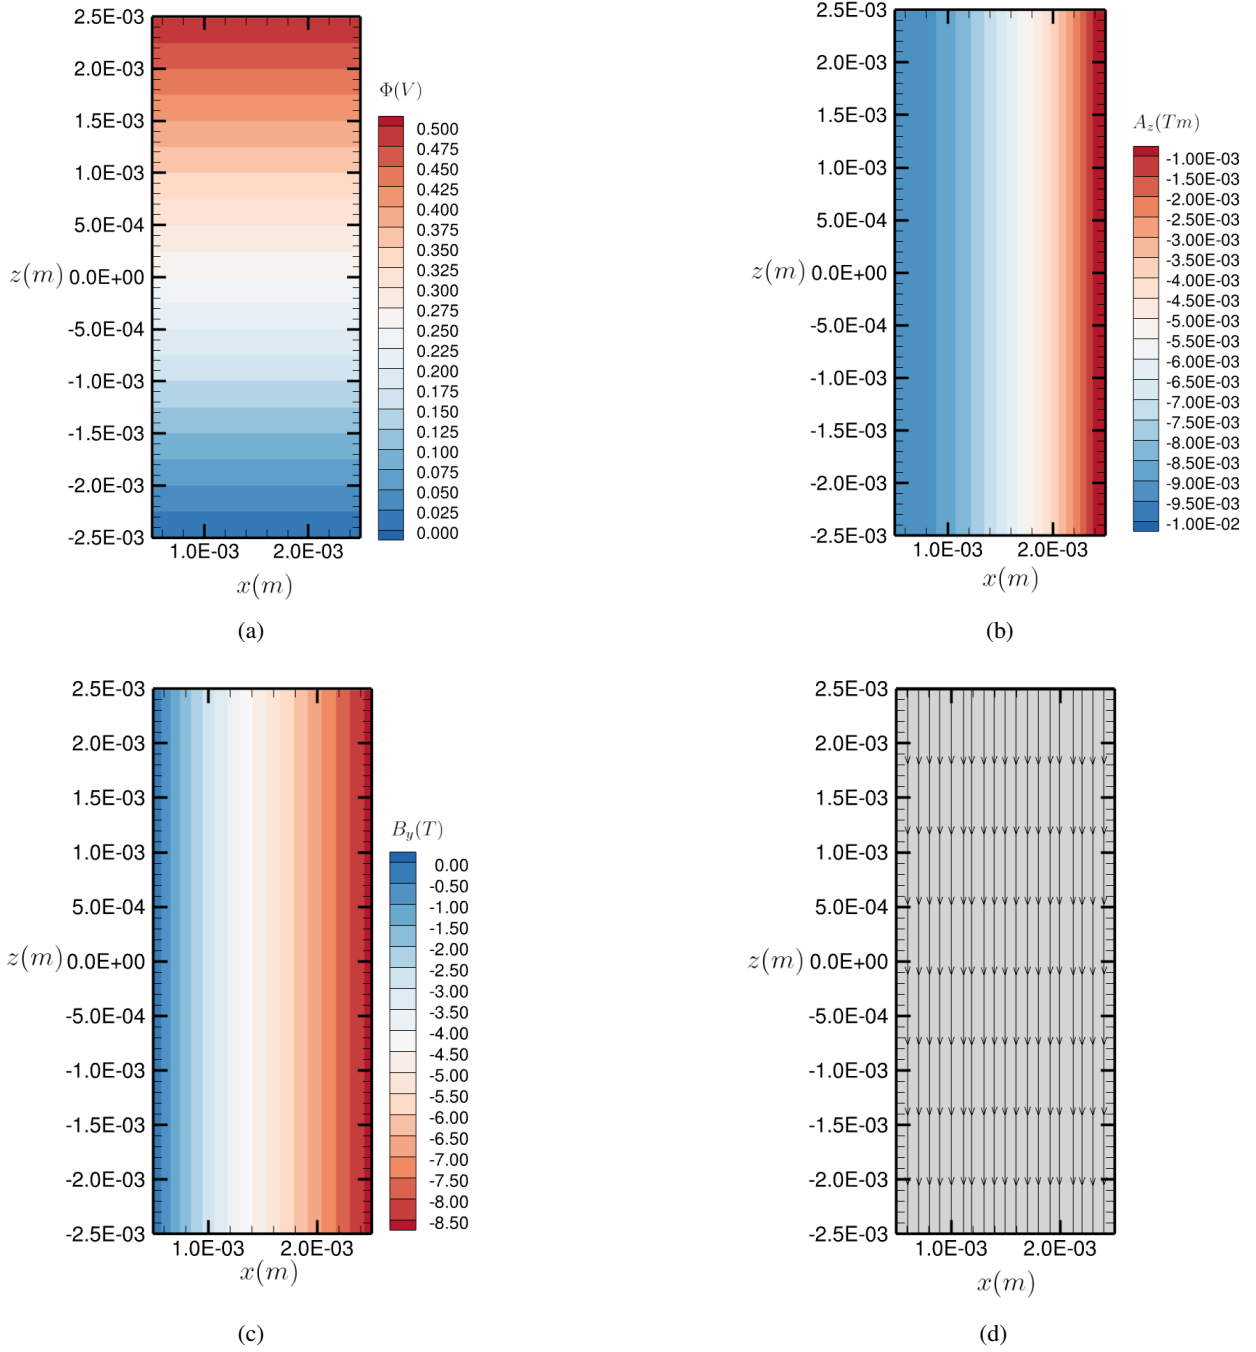 2.5E-03
2.0E-03
1.5E-03
1.0E-03
5.0E-04
z(m) 0.0E+00
-5.0E-04
-1.0E-03
-1.5E-03
-2.0E-03
-2.5E-03
1.0E-03 2.0E-03
x(m)
Φ(V)
0.500
0.475
0.450
0.425
0.400
0.375
0.350
0.325
0.300
0.275
0.250
0.225
0.200
0.175
0.150
0.125
0.100
0.075
0.050
0.025
0.000
(a)
2.5E-03
2.0E-03
1.5E-03
1.0E-03
5.0E-04
z(m) 0.0E+00
-5.0E-04
-1.0E-03
-1.5E-03
-2.0E-03
-2.5E-03
1.0E-03 2.0E-03
x(m)
A_z(Tm)
-1.00E-03
-1.50E-03
-2.00E-03
-2.50E-03
-3.00E-03
-3.50E-03
-4.00E-03
-4.50E-03
-5.00E-03
-5.50E-03
-6.00E-03
-6.50E-03
-7.00E-03
-7.50E-03
-8.00E-03
-8.50E-03
-9.00E-03
-9.50E-03
-1.00E-02
(b)
2.5E-03
2.0E-03
1.5E-03
1.0E-03
5.0E-04
z(m) 0.0E+00
-5.0E-04
-1.0E-03
-1.5E-03
-2.0E-03
-2.5E-03
1.0E-03 2.0E-03
x(m)
B_y(T)
0.00
-0.50
-1.00
-1.50
-2.00
-2.50
-3.00
-3.50
-4.00
-4.50
-5.00
-5.50
-6.00
-6.50
-7.00
-7.50
-8.00
-8.50
(c)
2.5E-03
2.0E-03
1.5E-03
1.0E-03
5.0E-04
z(m) 0.0E+00
-5.0E-04
-1.0E-03
-1.5E-03
-2.0E-03
-2.5E-03
1.0E-03 2.0E-03
x(m)
(d)